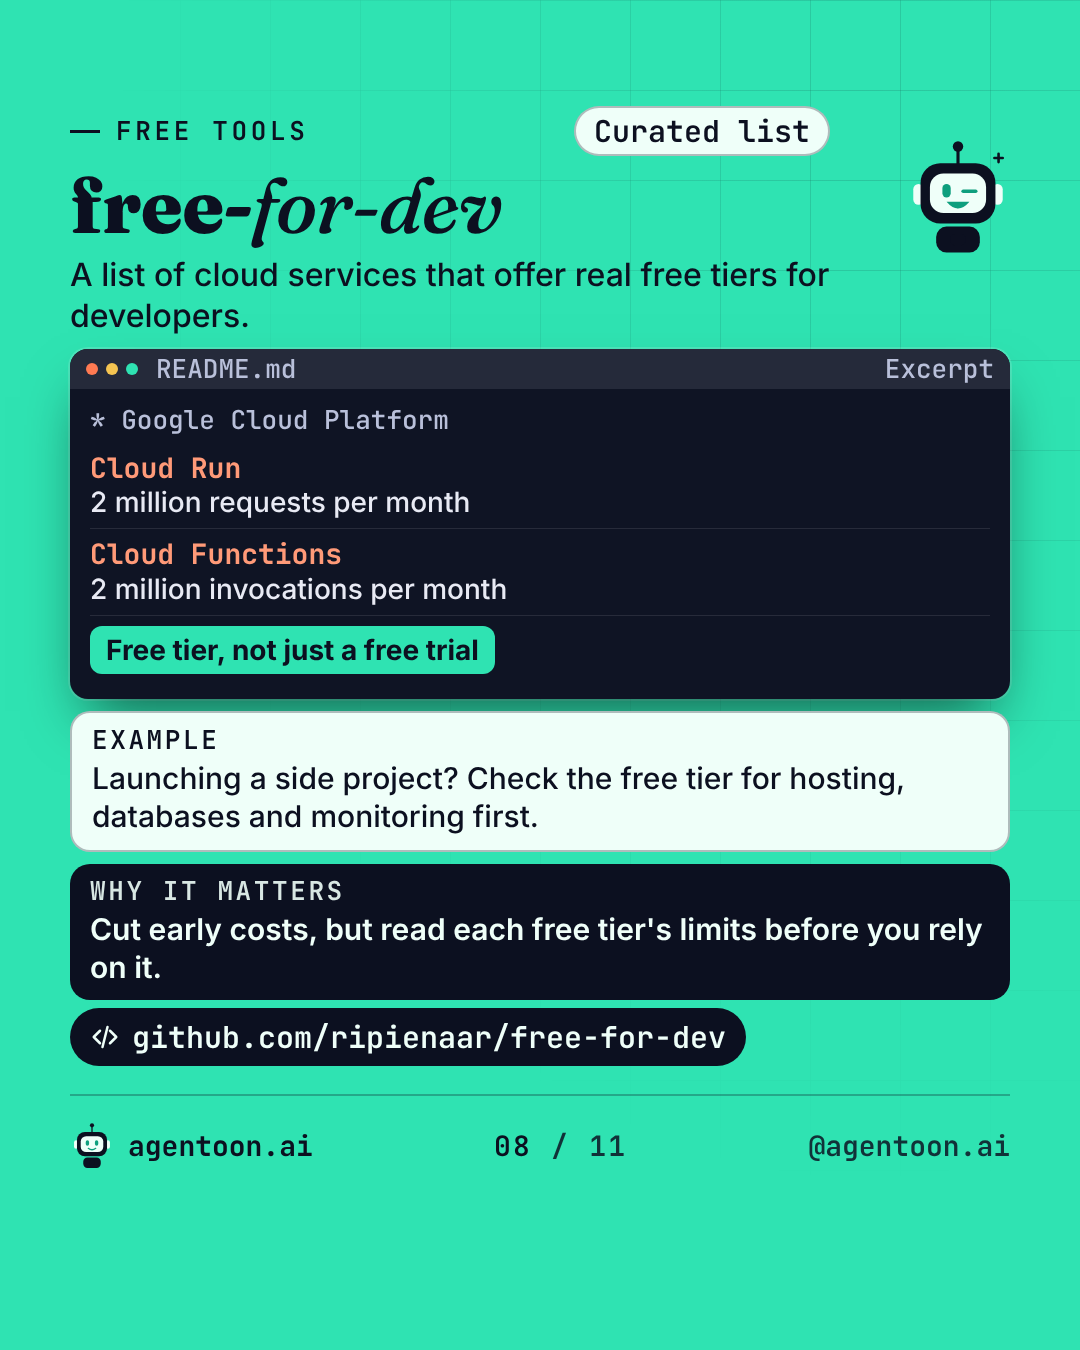 — FREE TOOLS
Curated list
free-for-dev
A list of cloud services that offer real free tiers for
developers.
README.md
Excerpt
* Google Cloud Platform
Cloud Run
2 million requests per month
Cloud Functions
2 million invocations per month
Free tier, not just a free trial
EXAMPLE
Launching a side project? Check the free tier for hosting,
databases and monitoring first.
WHY IT MATTERS
Cut early costs, but read each free tier's limits before you rely
on it.
</> github.com/ripienaar/free-for-dev
agentoon.ai
08 / 11
@agentoon.ai